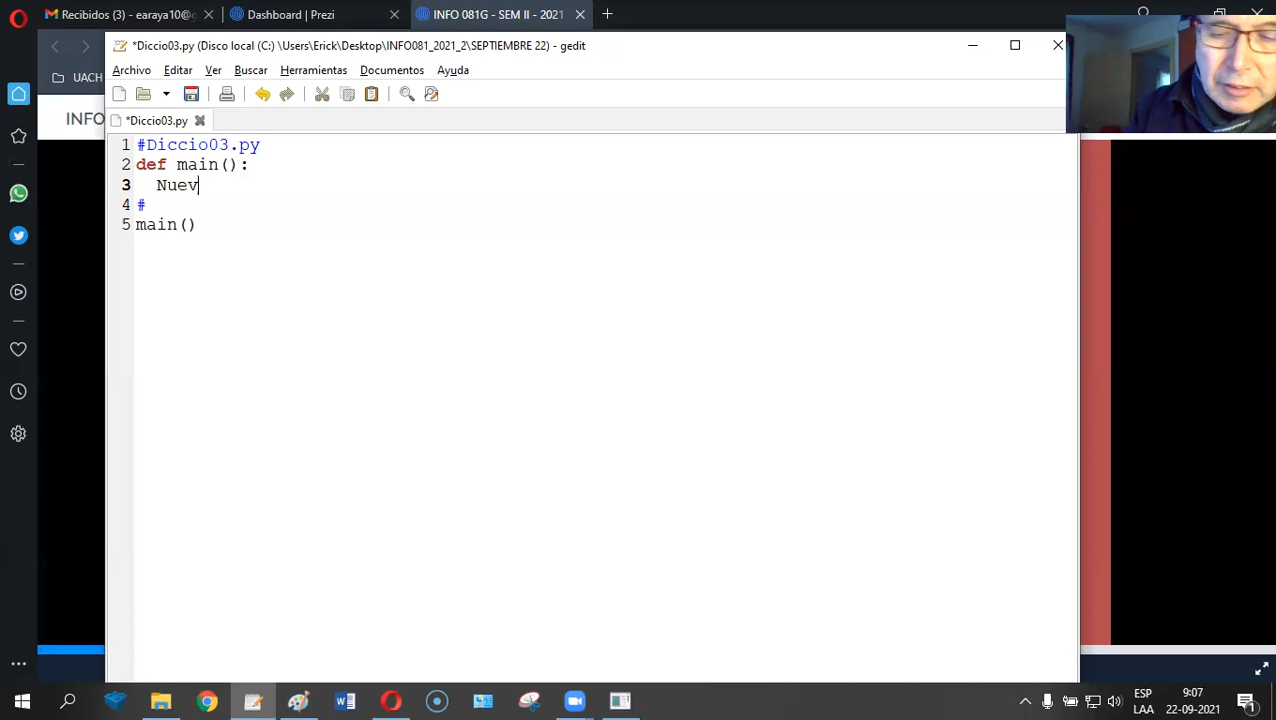 Recibidos (3) - earaya10@
Dashboard | Prezi
INFO 081G - SEM II - 2021
*Diccio03.py (Disco local (C:) \Users\Erick\Desktop\INFO081_2021_2\SEPTIEMBRE 22) - gedit
UACH
Archivo Editar Ver Buscar Herramientas Documentos Ayuda
INFO
*Diccio03.py
1 #Diccio03.py
2 def main():
3 Nuev
4 #
5 main()
ESP 9:07
LAA 22-09-2021
1